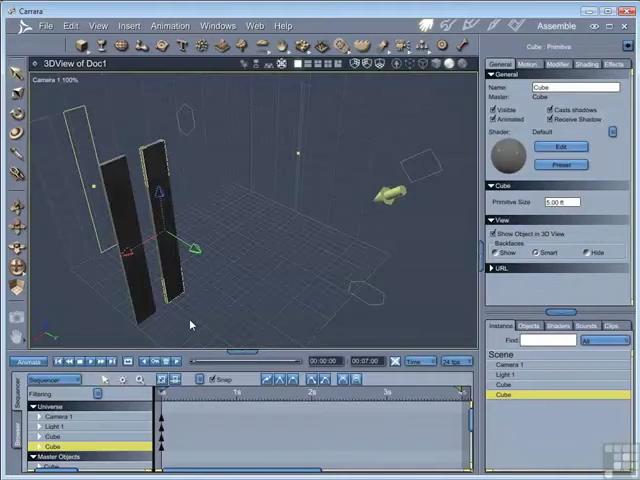 Carrara
File Edit View Insert Animation Windows Web Help
Assemble
3DView of Doc1
Camera 1 100%
Cube : Primitive
General Motion Modifier Shading Effects
General
Name: Cube
Master: Cube
Visible Casts shadows
Animated Receive Shadow
Shader: Default
Edit
Preset
Cube
Primitive Size 5.00 ft
View
Show Object in 3D View
Backfaces
Show Smart Hide
URL
Instance Objects Shaders Sounds Clips
Find: All
Scene
Camera 1
Light 1
Cube
Cube
Animate 00:00:00 00:07:00 Time 24 fps
Sequencer Snap
Filtering
Universe
Camera 1
Light 1
Cube
Cube
Master Objects
Cube
1s 2s 3s 4s
Sequencer
Browser